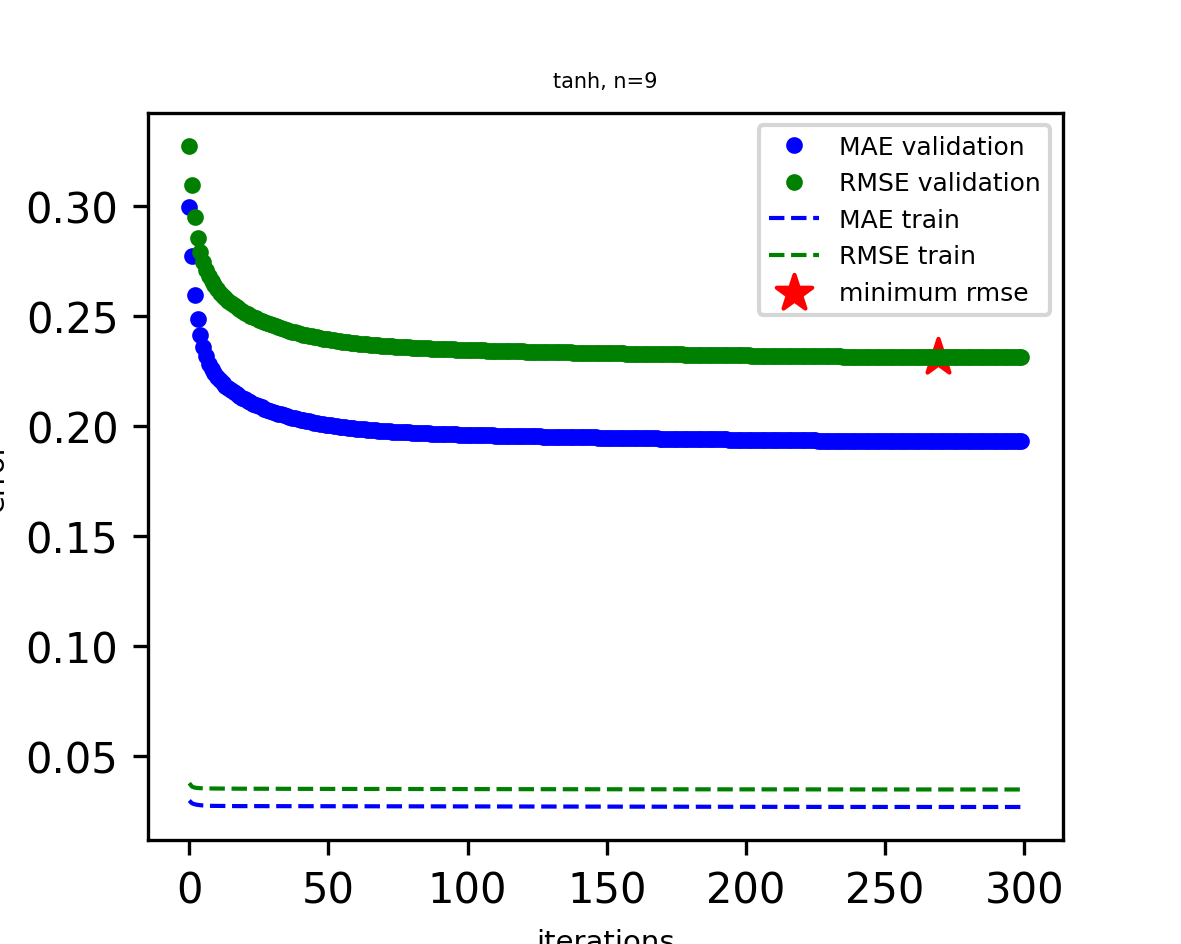 tanh, n=9
MAE validation
RMSE validation
MAE train
RMSE train
minimum rmse
0.30
0.25
0.20
0.15
0.10
0.05
0 50 100 150 200 250 300
iterations